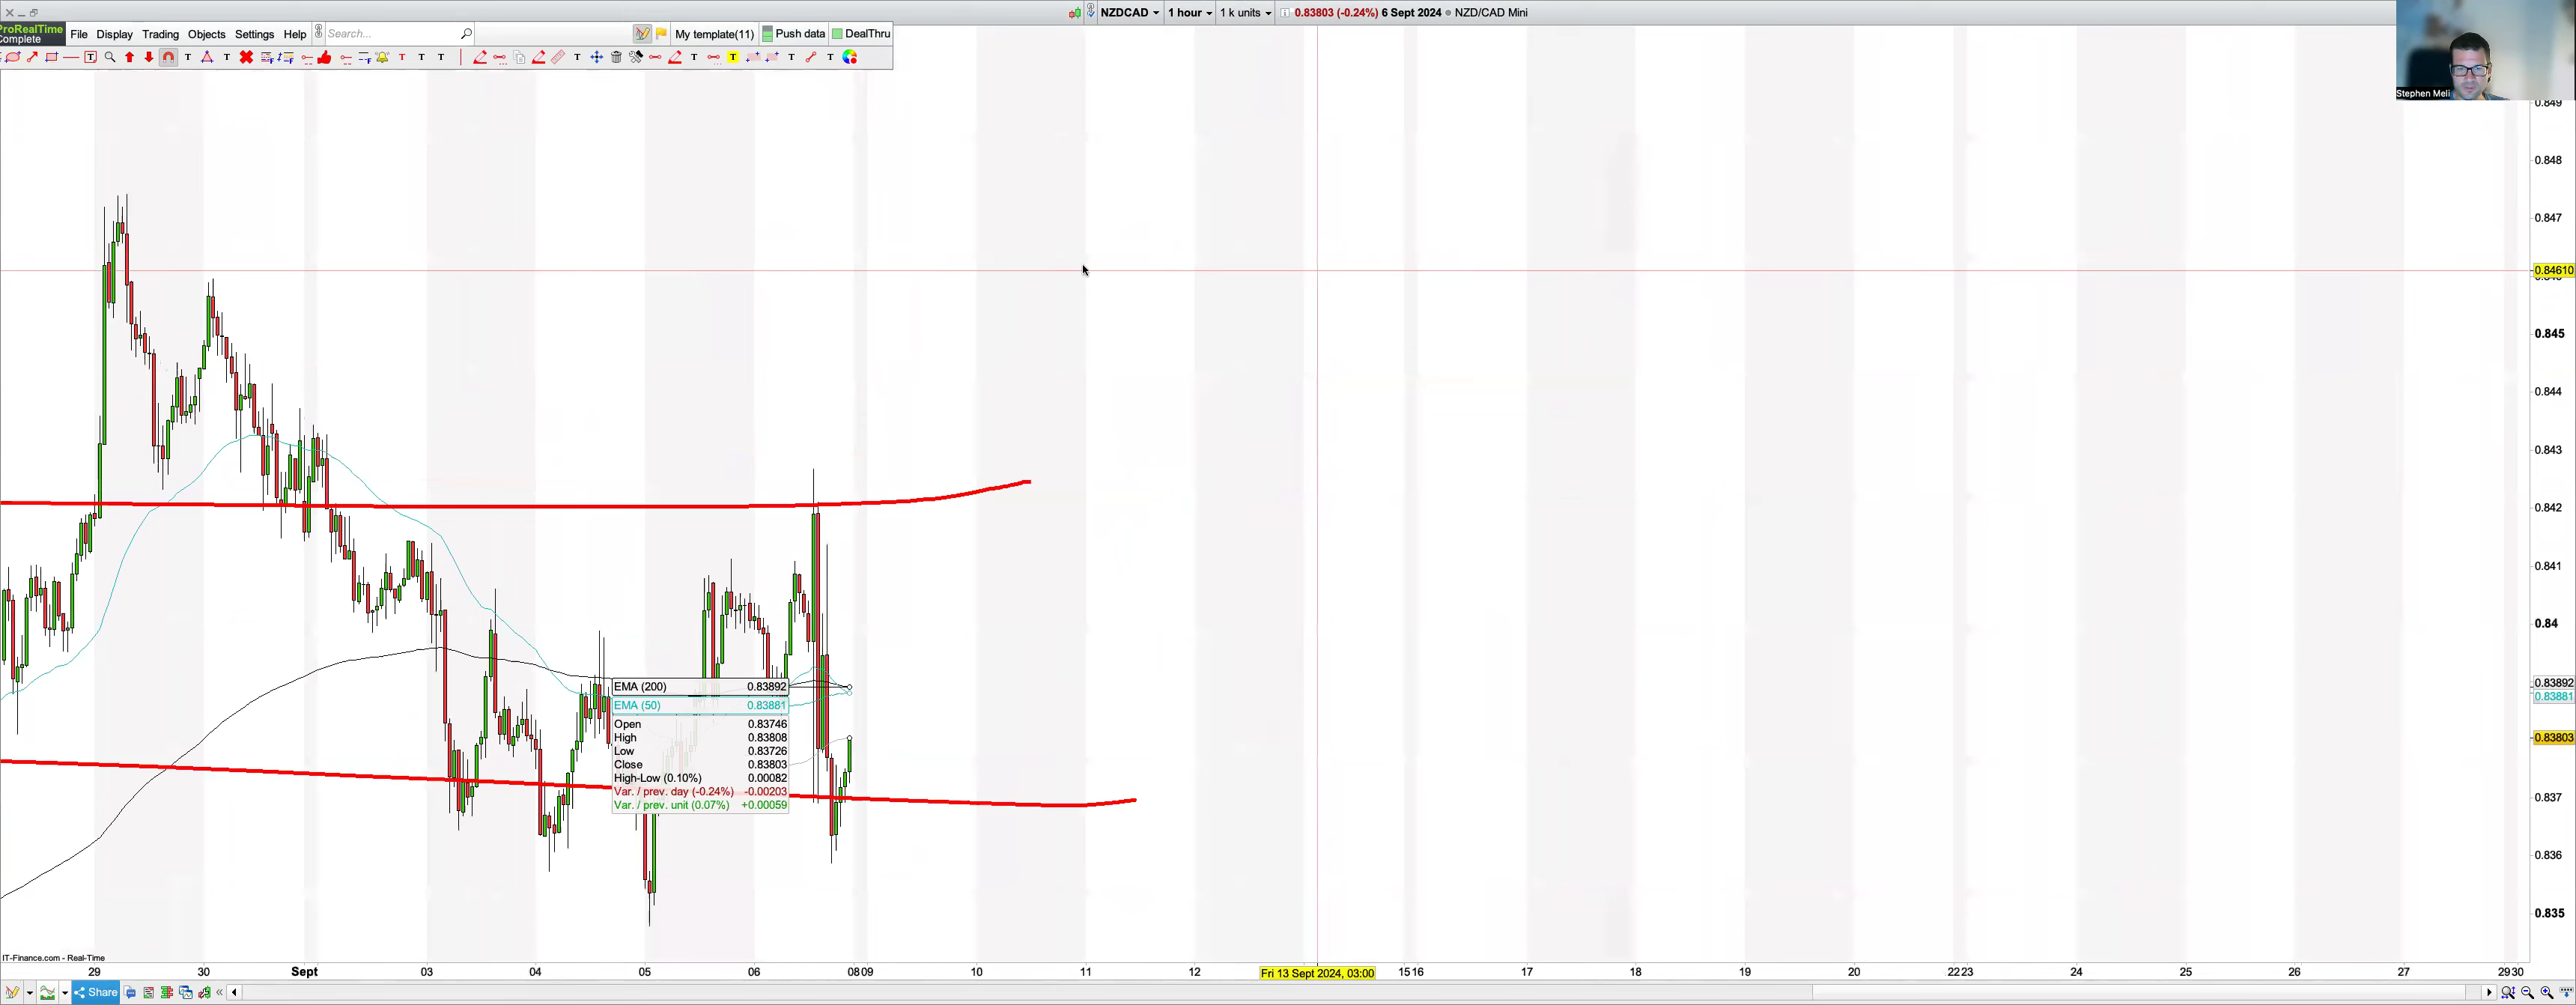 NZDCAD 1 hour 1 k units 0.83803 (-0.24%) 6 Sept 2024 NZD/CAD Mini
ProRealTime
Complete
File Display Trading Objects Settings Help Search... My template(11) Push data DealThru
Stephen Meli
0.849
0.848
0.847
0.84610
0.845
0.844
0.843
0.842
0.841
0.84
EMA (200) 0.83892
0.83892
EMA (50) 0.83881
0.83881
Open 0.83746
High 0.83808
0.83803
Low 0.83726
Close 0.83803
High-Low (0.10%) 0.00082
Var. / prev. day (-0.24%) -0.00203
Var. / prev. unit (0.07%) +0.00059
0.837
0.836
0.835
IT-Finance.com - Real-Time
29 30 Sept 03 04 05 06 08 09 10 11 12 Fri 13 Sept 2024, 03:00 15 16 17 18 19 20 22 23 24 25 26 27 29 30
Share